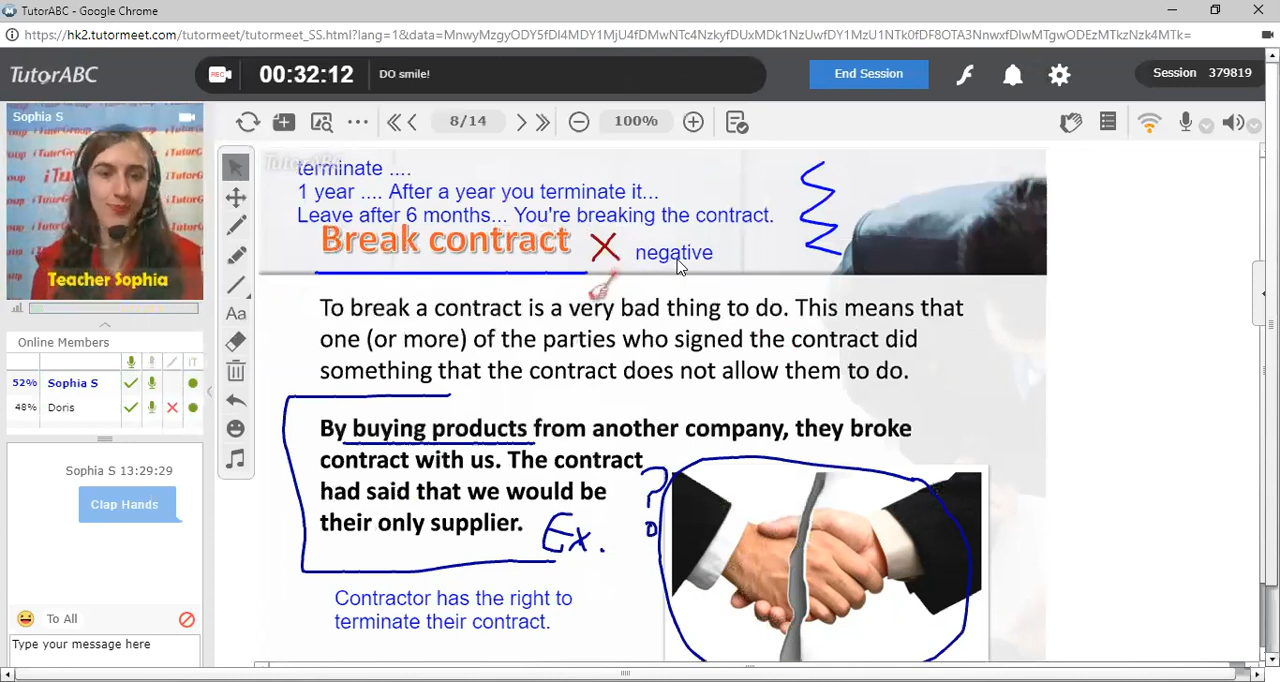 TutorABC - Google Chrome
https://hk2.tutormeet.com/tutormeet/tutormeet_SS.html?lang=1&data=MnwyMzgyODY5fDI4MDY1MjU4fDMwNTc4NzkyfDUxMDk1NzUwfDY1MzU1NTk0fDF8OTA3NnwxfDIwMTgwODEzMTkzNzk4MTk=
TutorABC
REC
00:32:12
DO smile!
End Session
Session 379819
Sophia S
Teacher Sophia
8/14
100%
Online Members
52% Sophia S
48% Doris
Sophia S 13:29:29
Clap Hands
To All
Type your message here
Aa
TutorABC
terminate ....
1 year .... After a year you terminate it...
Leave after 6 months... You're breaking the contract.
Break contract
negative
To break a contract is a very bad thing to do. This means that
one (or more) of the parties who signed the contract did
something that the contract does not allow them to do.
By buying products from another company, they broke
contract with us. The contract
had said that we would be
their only supplier.
Ex.
?
Contractor has the right to
terminate their contract.